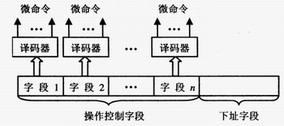 微命令 微命令 微命令
… … …
译码器 译码器 … 译码器
字段 1 字段 2 … 字段 n
操作控制字段 下址字段